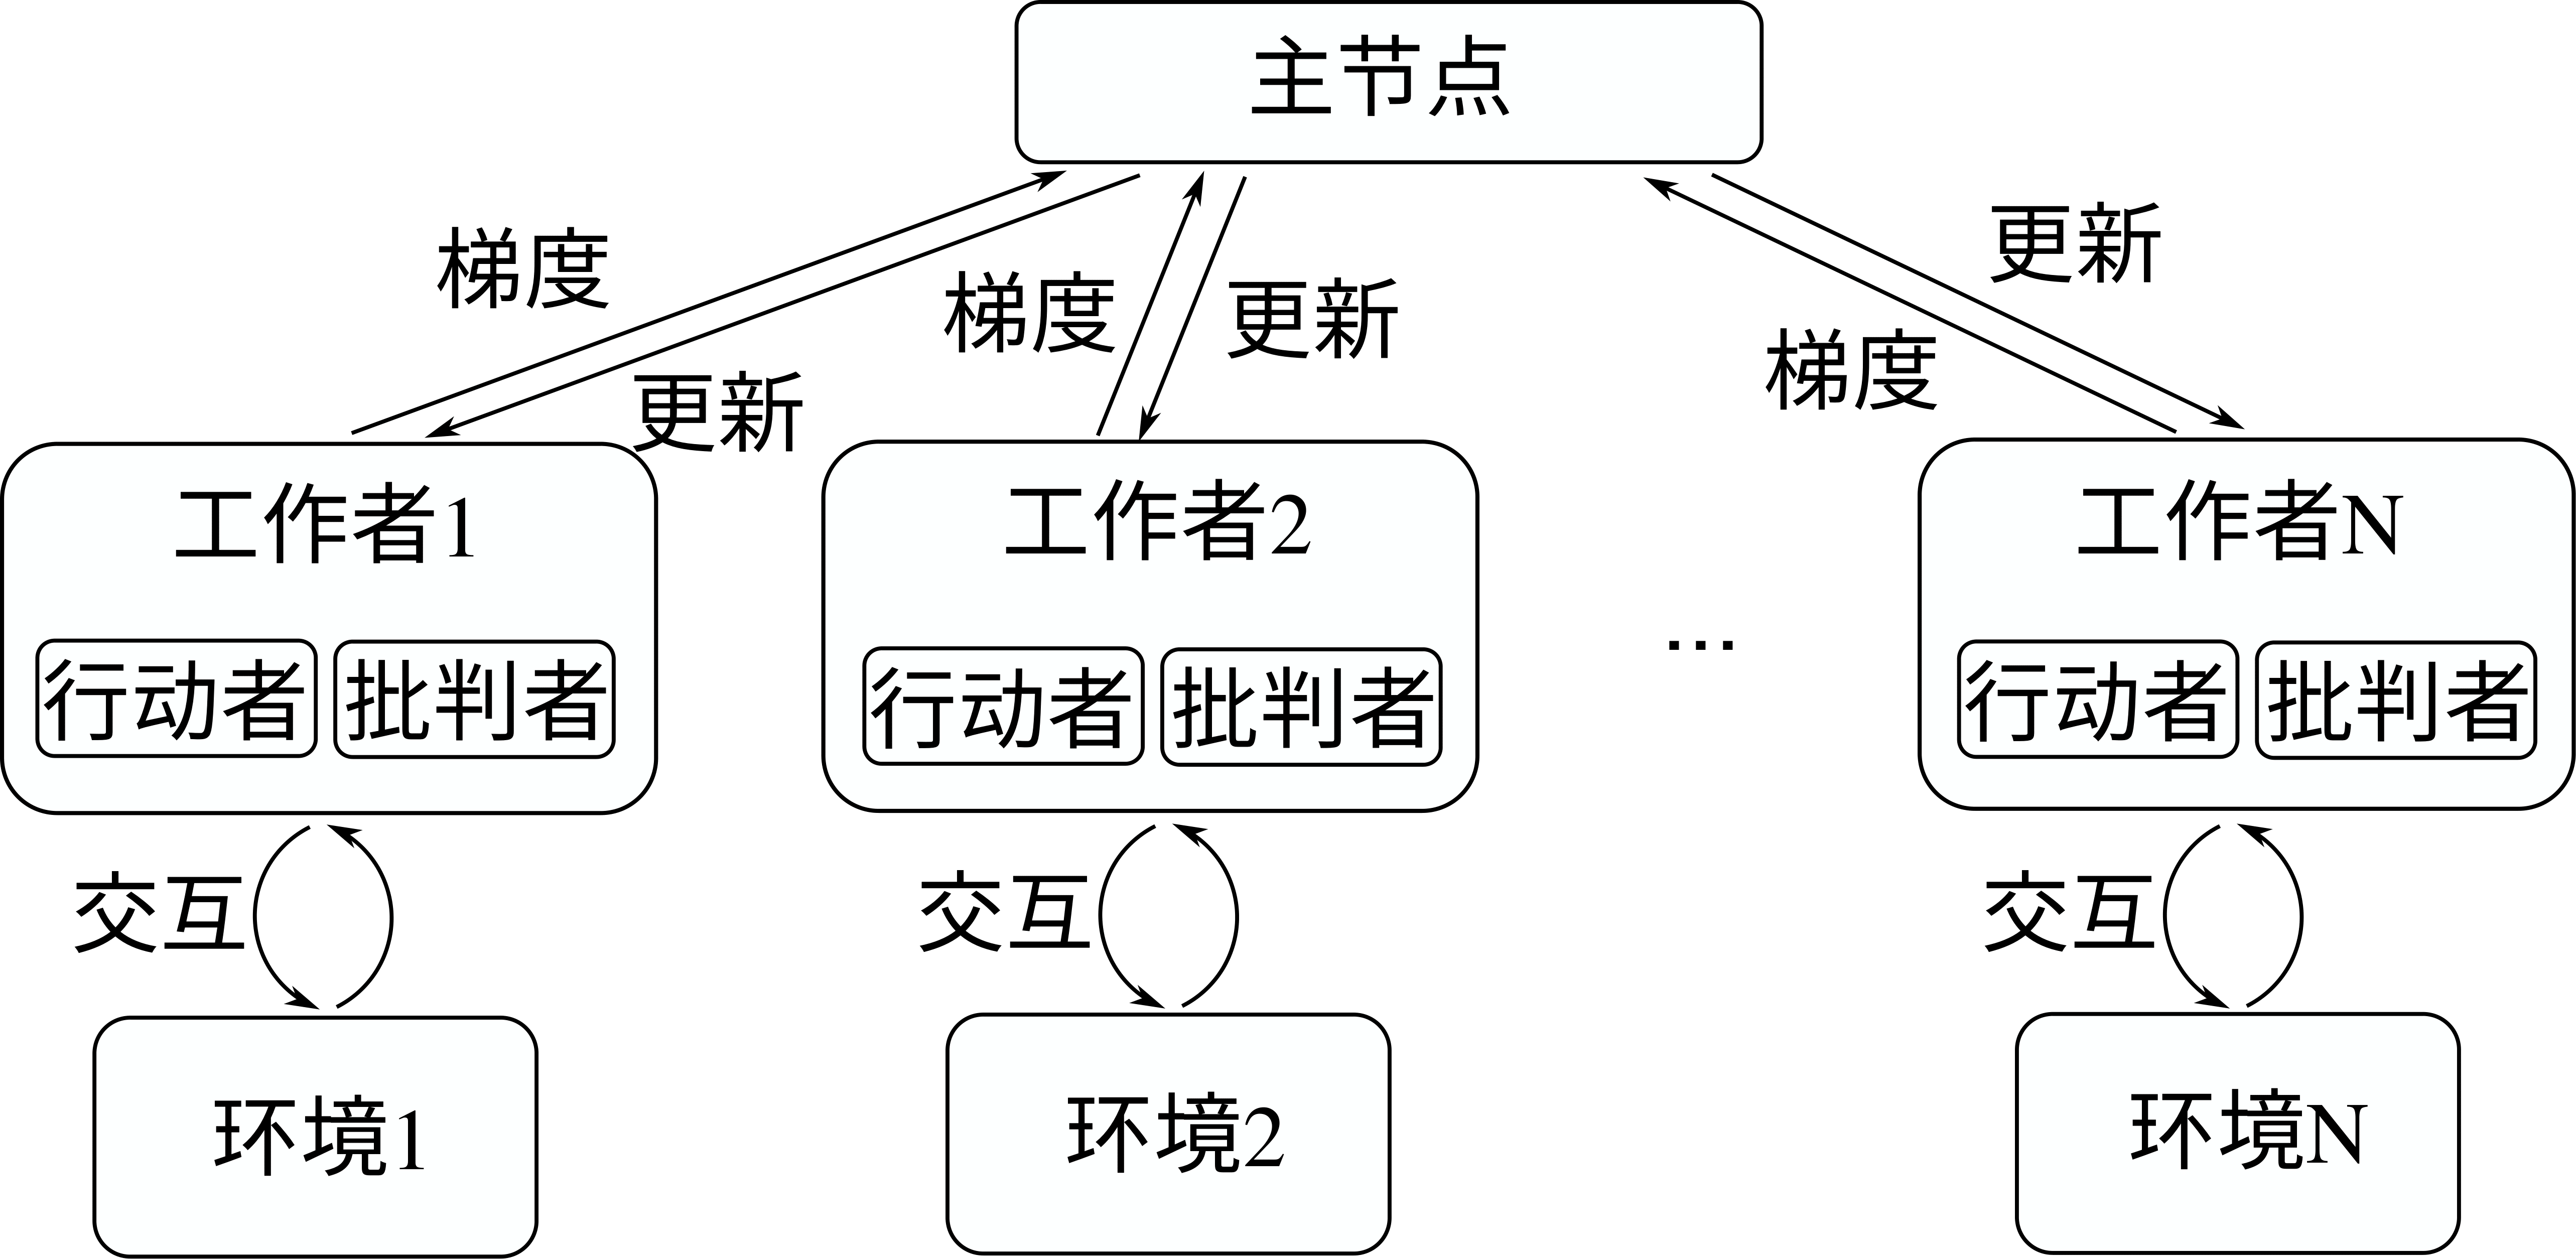 主节点
梯度
更新
梯度
更新
梯度
更新
工作者1
行动者
批判者
工作者2
行动者
批判者
...
工作者N
行动者
批判者
交互
交互
交互
环境1
环境2
环境N